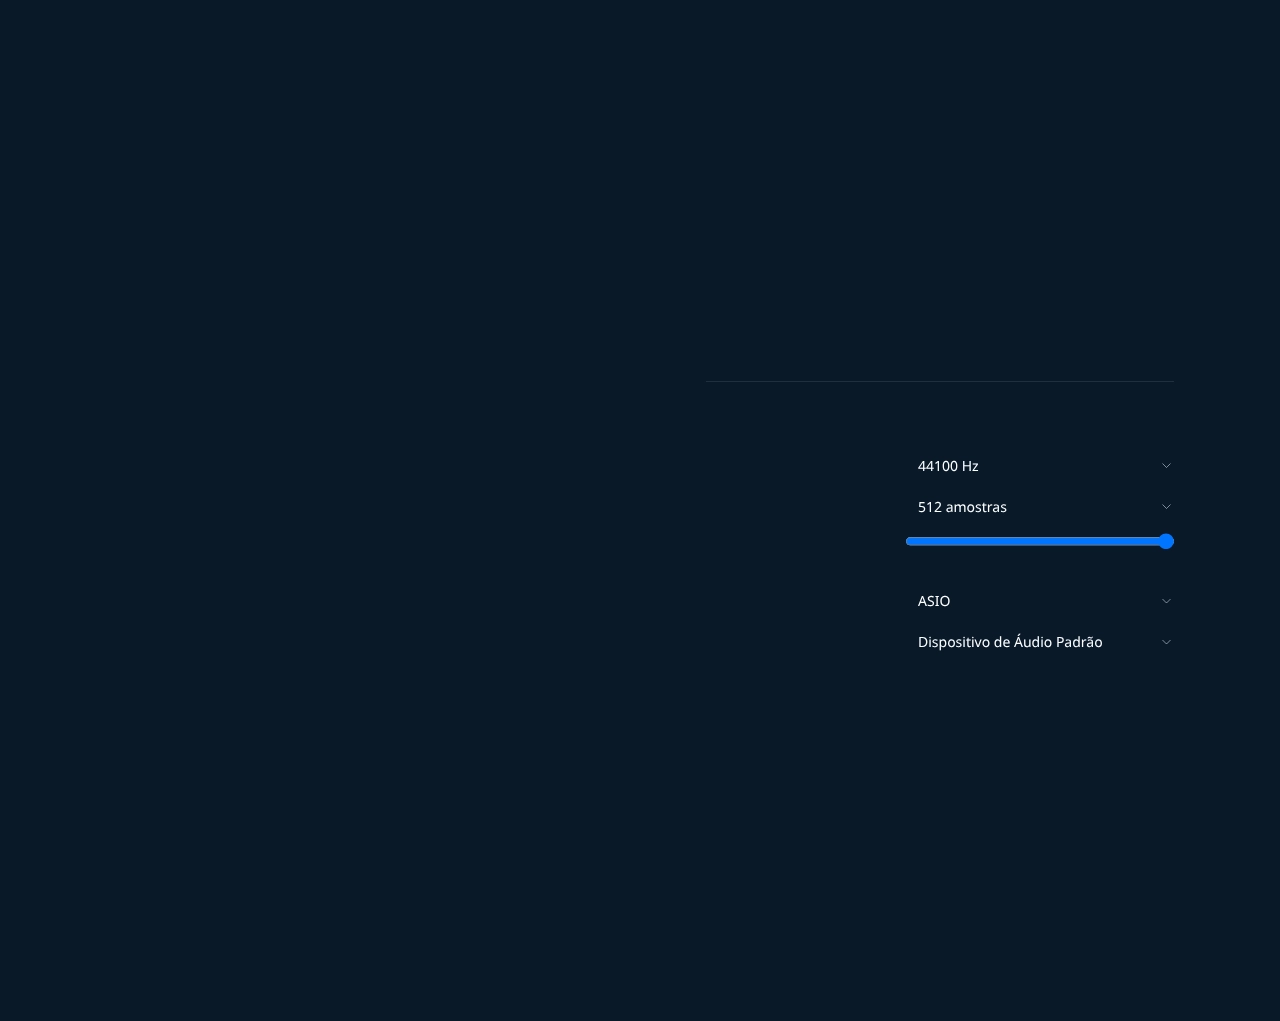 44100 Hz
512 amostras
ASIO
Dispositivo de Áudio Padrão